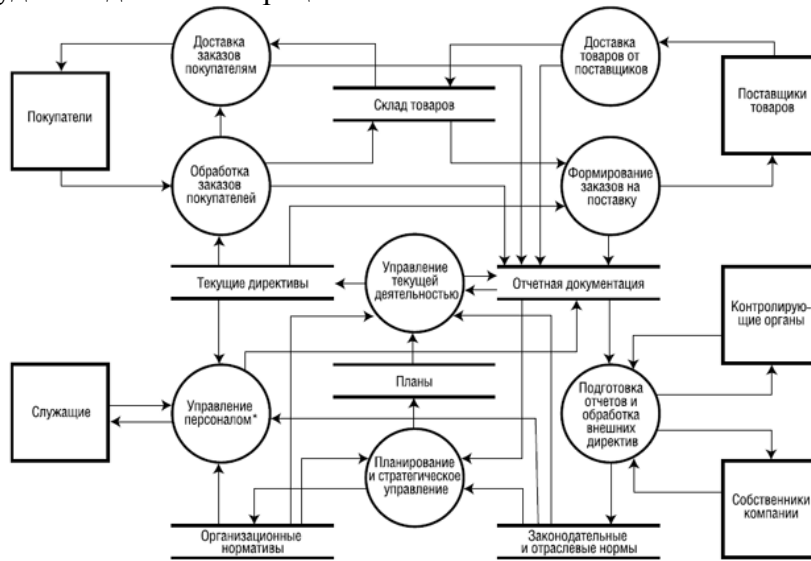 Доставка
заказов
покупателям
Доставка
товаров от
поставщиков
Склад товаров
Покупатели
Поставщики
товаров
Обработка
заказов
покупателей
Формирование
заказов на
поставку
Текущие директивы
Управление
текущей
деятельностью
Отчетная документация
Контролирую-
щие органы
Служащие
Управление
персоналом*
Планы
Подготовка
отчетов и
обработка
внешних
директив
Планирование
и стратегическое
управление
Собственники
компании
Организационные
нормативы
Законодательные
и отраслевые нормы